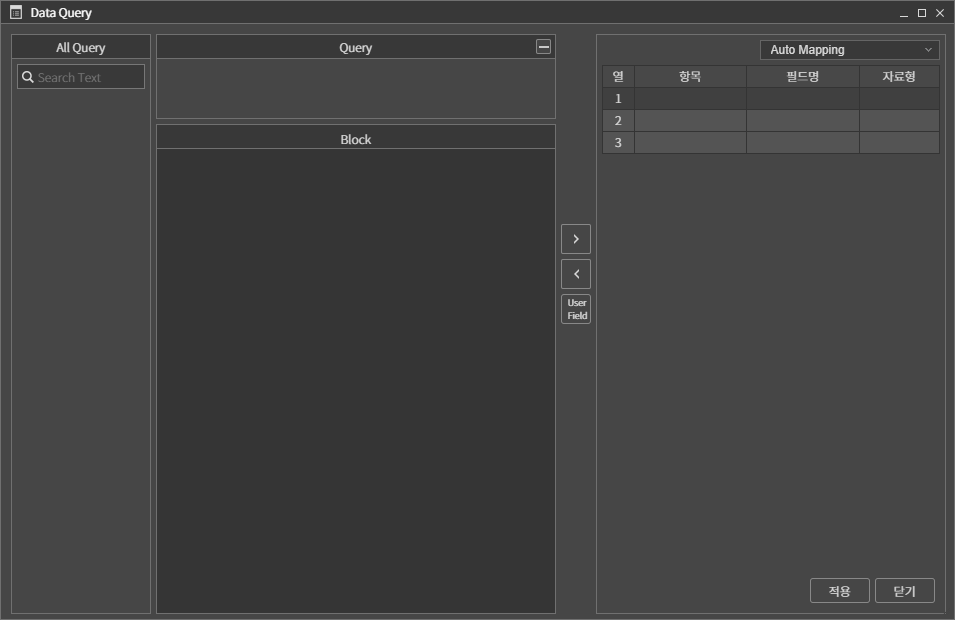 Data Query
All Query
Search Text
Query
Block
User
Field
Auto Mapping
열 항목 필드명 자료형
1
2
3
적용 닫기